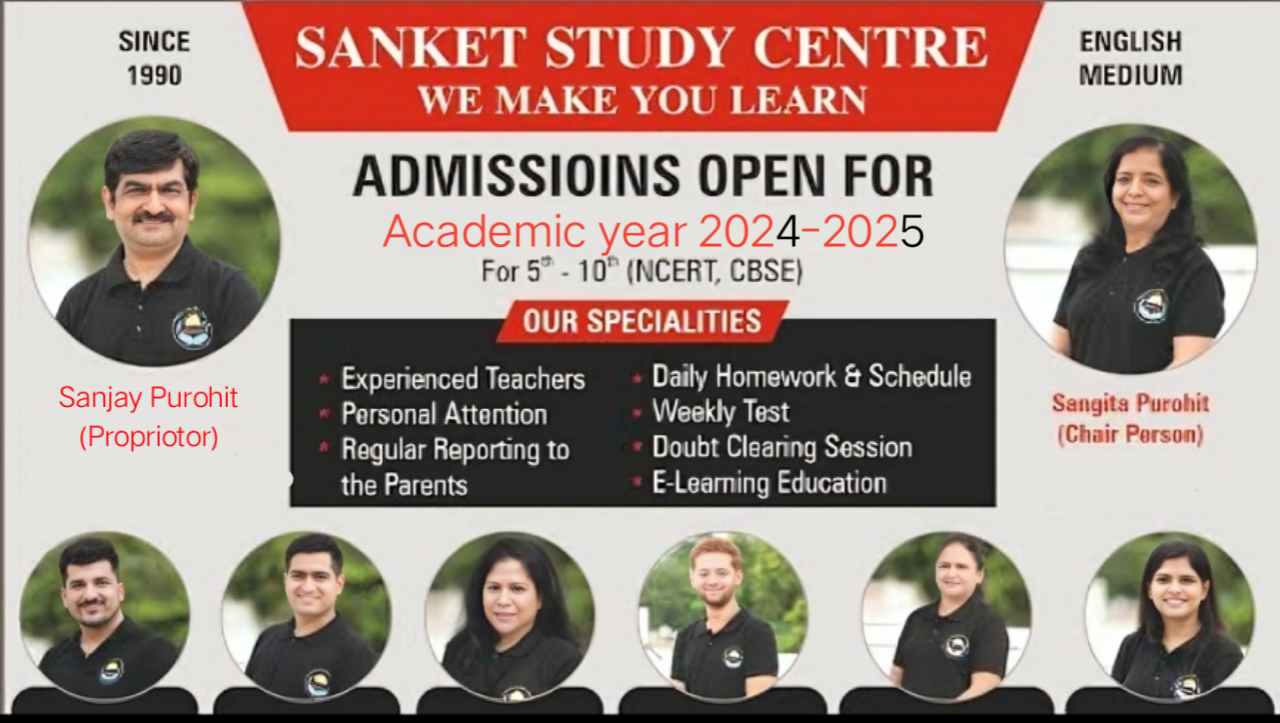 SINCE
1990
SANKET STUDY CENTRE
WE MAKE YOU LEARN
ENGLISH
MEDIUM
ADMISSIOINS OPEN FOR
Academic year 2024-2025
For 5th - 10th (NCERT, CBSE)
OUR SPECIALITIES
* Experienced Teachers
* Personal Attention
* Regular Reporting to
the Parents
* Daily Homework & Schedule
* Weekly Test
* Doubt Clearing Session
* E-Learning Education
Sanjay Purohit
(Propriotor)
Sangita Purohit
(Chair Person)